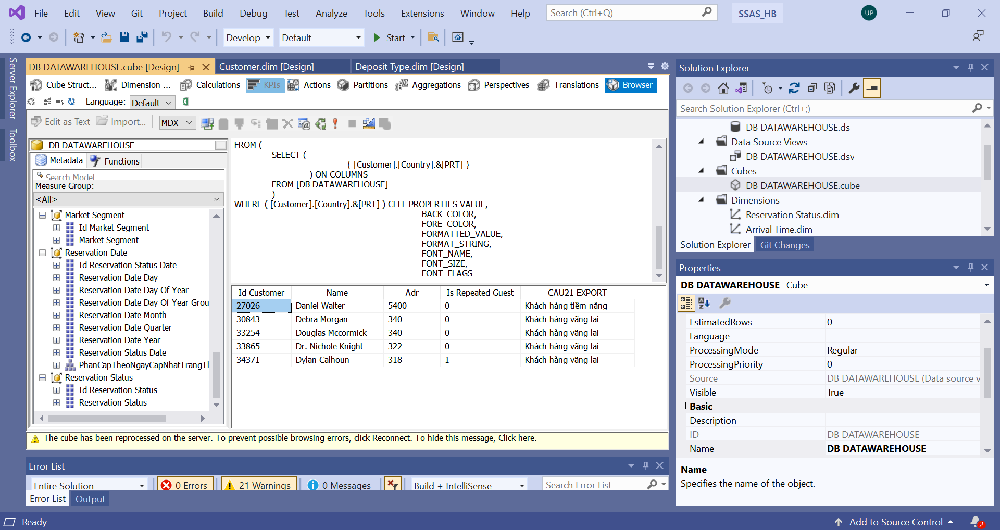 File Edit View Git Project Build Debug Test Analyze Tools Extensions Window Help Search (Ctrl+Q) SSAS_HB UP
Develop Default Start
Server Explorer
Toolbox
DB DATAWAREHOUSE.cube [Design] Customer.dim [Design] Deposit Type.dim [Design]
Cube Struct... Dimension ... Calculations KPIs Actions Partitions Aggregations Perspectives Translations Browser
Language: Default
Edit as Text Import... MDX
DB DATAWAREHOUSE
Metadata Functions
Search Model
Measure Group:
<All>
Market Segment
Id Market Segment
Market Segment
Reservation Date
Id Reservation Status Date
Reservation Date Day
Reservation Date Day Of Year
Reservation Date Day Of Year Grou
Reservation Date Month
Reservation Date Quarter
Reservation Date Year
Reservation Status Date
PhanCapTheoNgayCapNhatTrangTh
Reservation Status
Id Reservation Status
Reservation Status
FROM (
SELECT (
{ [Customer].[Country].&[PRT] }
) ON COLUMNS
FROM [DB DATAWAREHOUSE]
)
WHERE ( [Customer].[Country].&[PRT] ) CELL PROPERTIES VALUE,
BACK_COLOR,
FORE_COLOR,
FORMATTED_VALUE,
FORMAT_STRING,
FONT_NAME,
FONT_SIZE,
FONT_FLAGS
Id Customer Name Adr Is Repeated Guest CAU21 EXPORT
27026 Daniel Walter 5400 0 Khách hàng tiềm năng
30843 Debra Morgan 340 0 Khách hàng vãng lai
33254 Douglas Mccormick 340 0 Khách hàng vãng lai
33865 Dr. Nichole Knight 322 0 Khách hàng vãng lai
34371 Dylan Calhoun 318 1 Khách hàng vãng lai
The cube has been reprocessed on the server. To prevent possible browsing errors, click Reconnect. To hide this message, Click here.
Error List
Entire Solution 0 Errors 21 Warnings 0 Messages Build + IntelliSense Search Error List
Error List Output
Solution Explorer
Search Solution Explorer (Ctrl+;)
DB DATAWAREHOUSE.ds
Data Source Views
DB DATAWAREHOUSE.dsv
Cubes
DB DATAWAREHOUSE.cube
Dimensions
Reservation Status.dim
Arrival Time.dim
Solution Explorer Git Changes
Properties
DB DATAWAREHOUSE Cube
EstimatedRows 0
Language
ProcessingMode Regular
ProcessingPriority 0
Source DB DATAWAREHOUSE (Data source v
Visible True
Basic
Description
ID DB DATAWAREHOUSE
Name DB DATAWAREHOUSE
Name
Specifies the name of the object.
Ready Add to Source Control 2